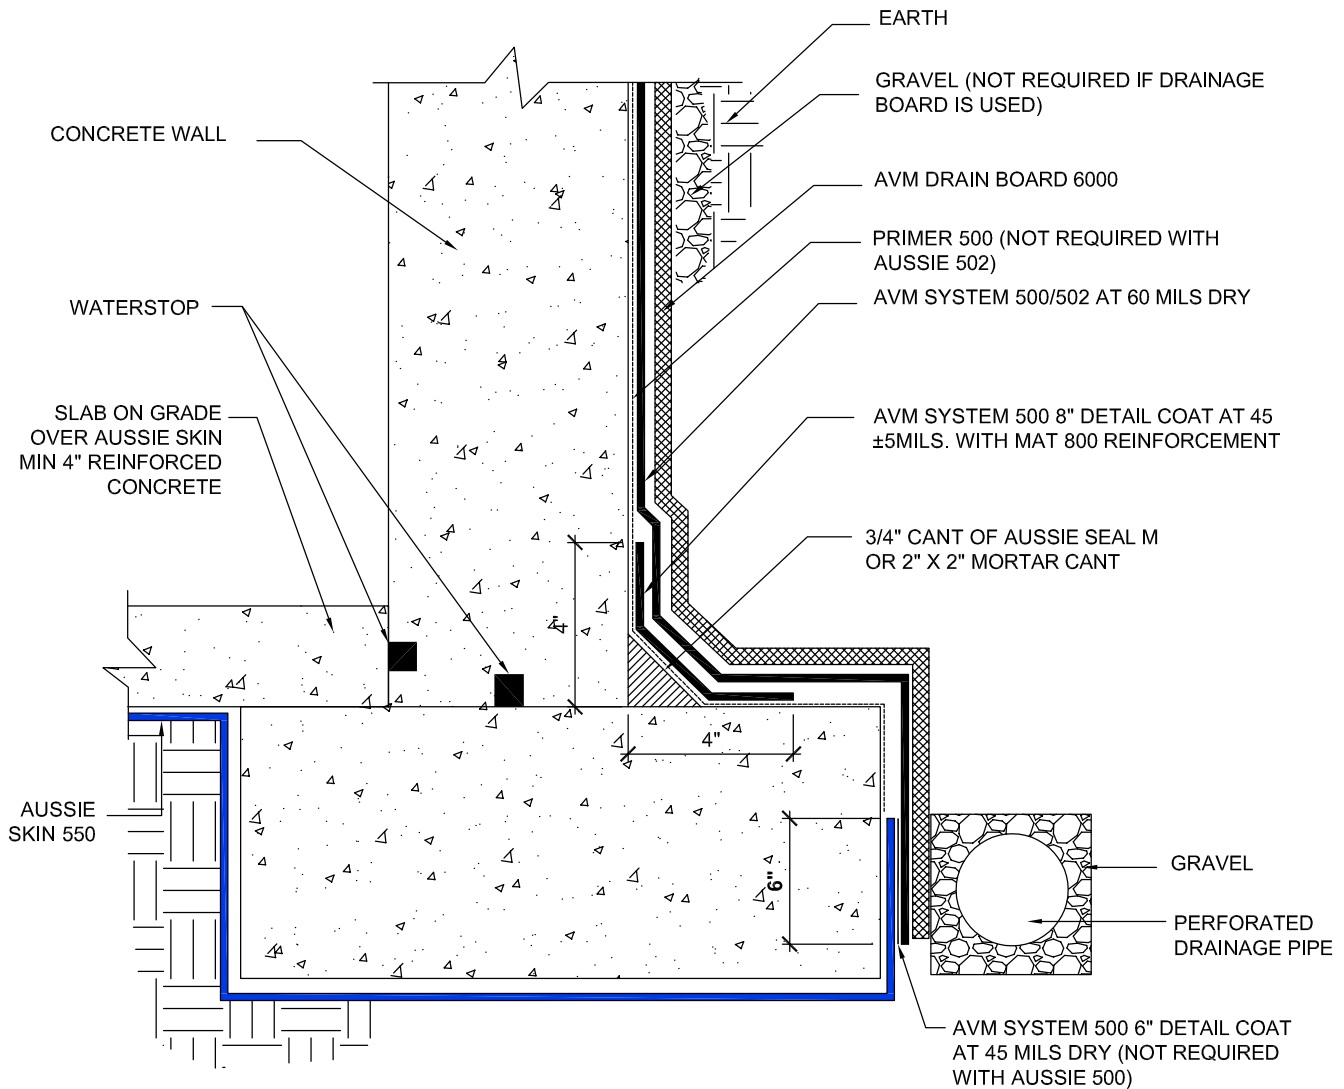 EARTH
GRAVEL (NOT REQUIRED IF DRAINAGE
BOARD IS USED)
CONCRETE WALL
AVM DRAIN BOARD 6000
PRIMER 500 (NOT REQUIRED WITH
AUSSIE 502)
AVM SYSTEM 500/502 AT 60 MILS DRY
WATERSTOP
SLAB ON GRADE
OVER AUSSIE SKIN
MIN 4" REINFORCED
CONCRETE
AVM SYSTEM 500 8" DETAIL COAT AT 45
±5MILS. WITH MAT 800 REINFORCEMENT
3/4" CANT OF AUSSIE SEAL M
OR 2" X 2" MORTAR CANT
4"
4"
AUSSIE
SKIN 550
6"
GRAVEL
PERFORATED
DRAINAGE PIPE
AVM SYSTEM 500 6" DETAIL COAT
AT 45 MILS DRY (NOT REQUIRED
WITH AUSSIE 500)